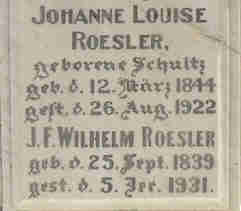 JOHANNE LOUISE
ROESLER,
geborene Schultz
geb. d. 12. März 1844
gest. d. 26. Aug. 1922
J.F. WILHELM ROESLER
geb. d. 25. Sept. 1839
gest. d. 5. Dec. 1931.